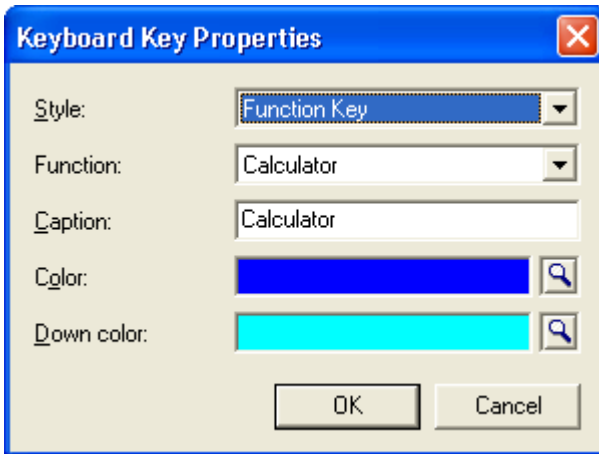 Keyboard Key Properties
Style: Function Key
Function: Calculator
Caption: Calculator
Color:
Down color:
OK Cancel